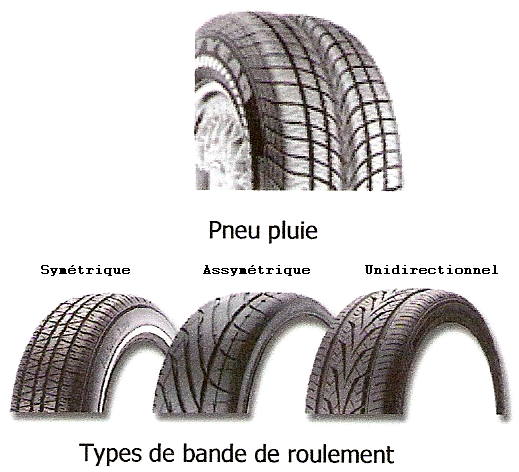 Pneu pluie
Symétrique Assymétrique Unidirectionnel
Types de bande de roulement